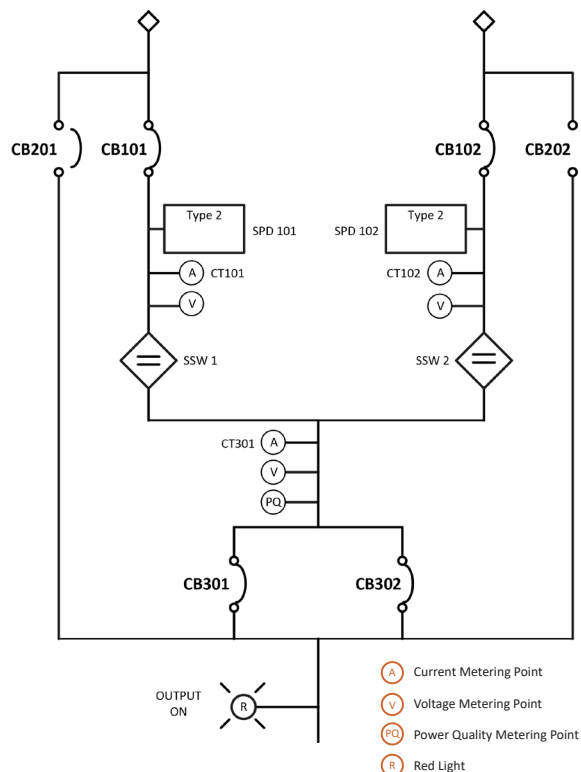 CB201
CB101
CB102
CB202
Type 2
SPD 101
SPD 102
Type 2
A
CT101
CT102
A
V
V
SSW 1
SSW 2
CT301
A
V
PQ
CB301
CB302
OUTPUT
ON
R
A Current Metering Point
V Voltage Metering Point
PQ Power Quality Metering Point
R Red Light